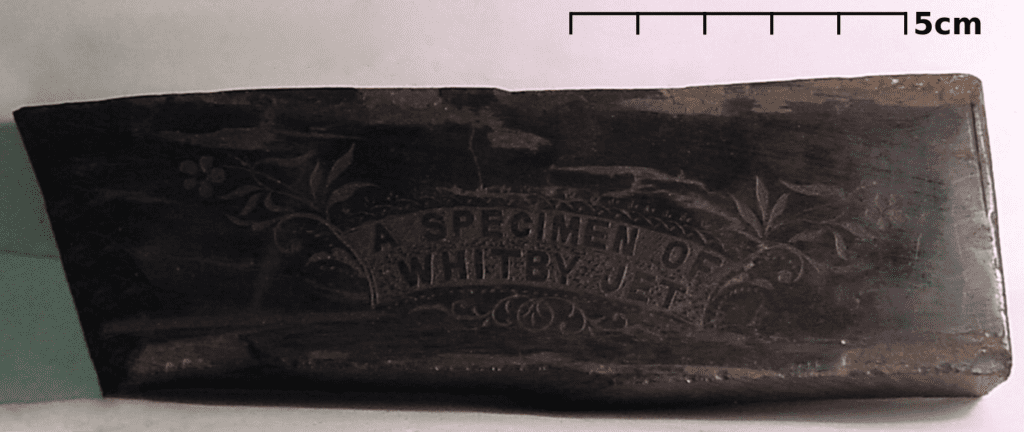 5cm
A SPECIMEN OF
WHITBY JET